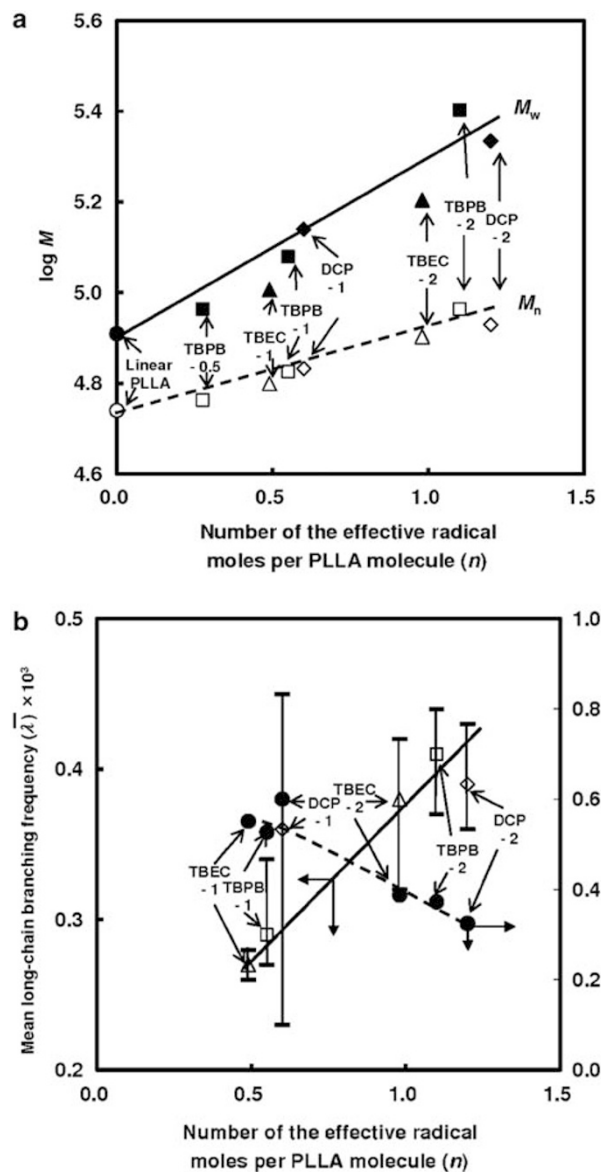 a
5.6
5.4
5.2
5.0
4.8
4.6
log M
Mw
Mn
TBPB
- 2
DCP
- 2
TBEC
- 2
DCP
- 1
TBPB
- 1
TBEC
- 1
TBPB
- 0.5
Linear
PLLA
0.0
0.5
1.0
1.5
Number of the effective radical
moles per PLLA molecule (n)
b
0.5
0.4
0.3
0.2
Mean long-chain branching frequency (λ̄) ×10³
1.0
0.8
0.6
0.4
0.2
0.0
TBEC
- 2
DCP
- 1
DCP
- 2
TBPB
- 2
TBEC
- 1
TBPB
- 1
0.0
0.5
1.0
1.5
Number of the effective radical
moles per PLLA molecule (n)